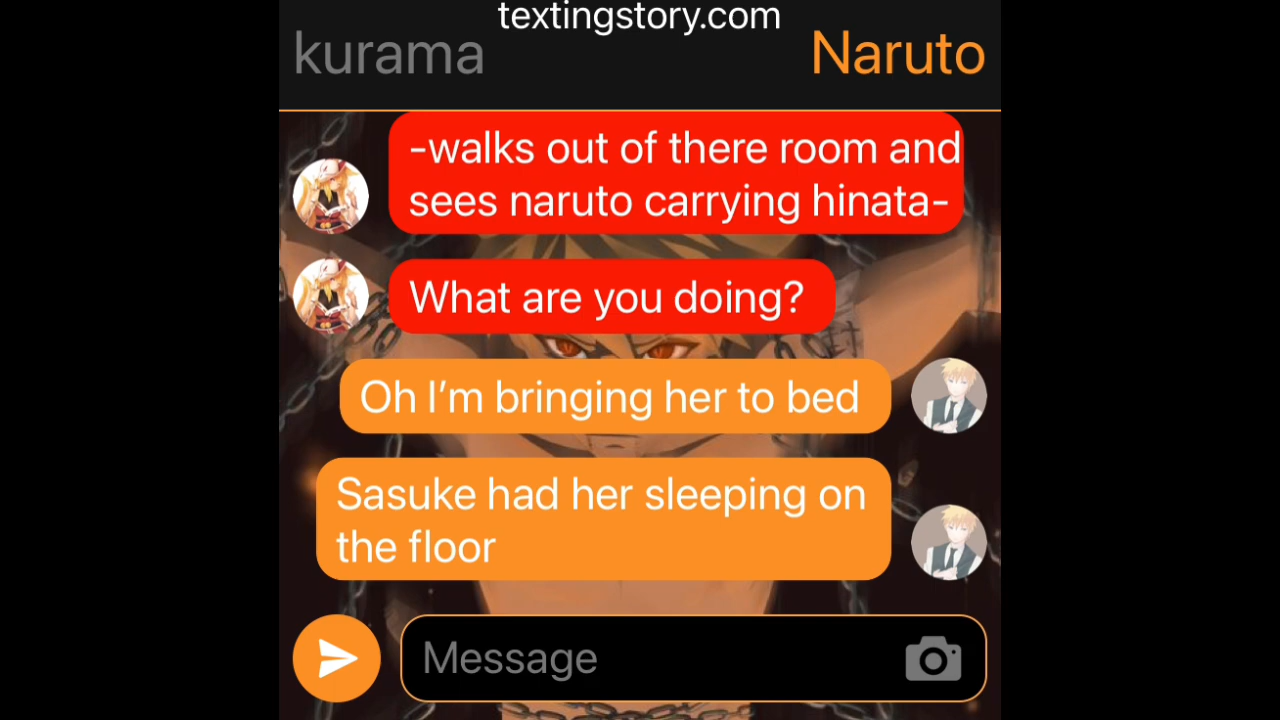 textingstory.com
kurama
Naruto
-walks out of there room and
sees naruto carrying hinata-
What are you doing?
Oh I’m bringing her to bed
Sasuke had her sleeping on
the floor
Message